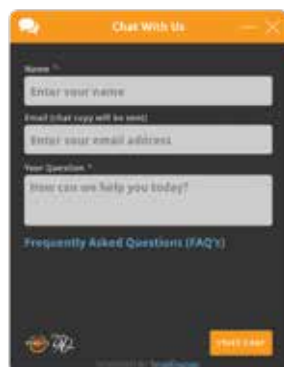 Chat With Us
Name *
Enter your name
Email (chat copy will be sent)
Enter your email address
Your Question *
How can we help you today?
Frequently Asked Questions (FAQ's)
Start Chat